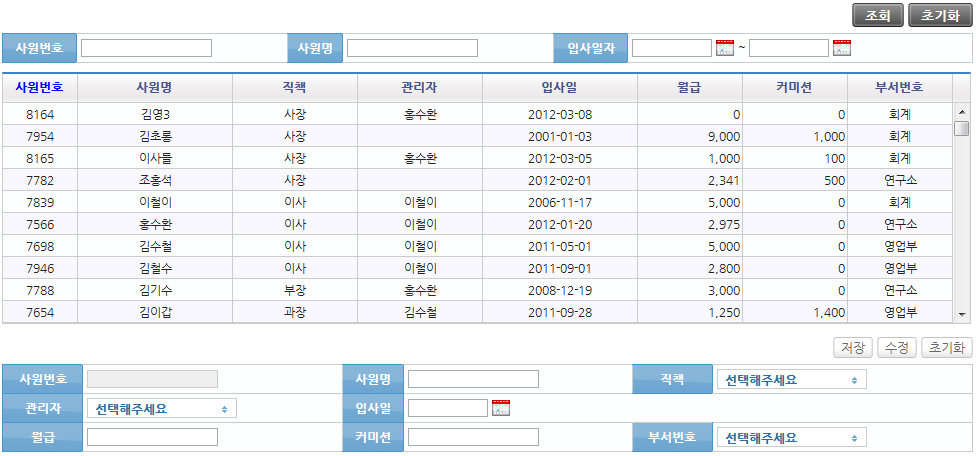 조회 초기화
사원번호 사원명 입사일자 ~
사원번호 사원명 직책 관리자 입사일 월급 커미션 부서번호
8164 김영3 사장 홍수환 2012-03-08 0 0 회계
7954 김초롱 사장 2001-01-03 9,000 1,000 회계
8165 이사들 사장 홍수환 2012-03-05 1,000 100 회계
7782 조홍석 사장 2012-02-01 2,341 500 연구소
7839 이철이 이사 이철이 2006-11-17 5,000 0 회계
7566 홍수환 이사 이철이 2012-01-20 2,975 0 연구소
7698 김수철 이사 이철이 2011-05-01 5,000 0 영업부
7946 김철수 이사 이철이 2011-09-01 2,800 0 영업부
7788 김기수 부장 홍수환 2008-12-19 3,000 0 연구소
7654 김이갑 과장 김수철 2011-09-28 1,250 1,400 영업부
저장 수정 초기화
사원번호 사원명 직책 선택해주세요
관리자 선택해주세요 입사일
월급 커미션 부서번호 선택해주세요